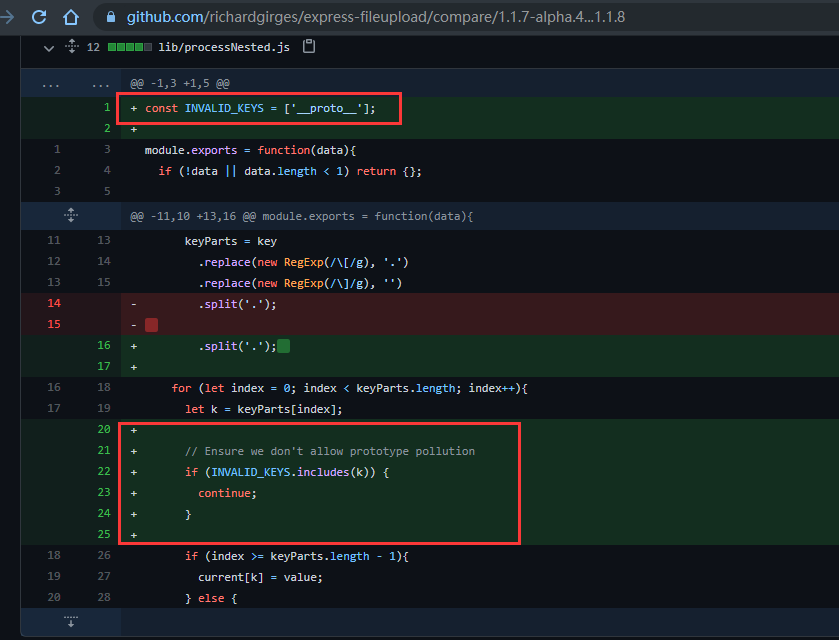 github.com/richardgirges/express-fileupload/compare/1.1.7-alpha.4...1.1.8
12 lib/processNested.js
... ... @@ -1,3 +1,5 @@
1 + const INVALID_KEYS = ['__proto__'];
2 +
1 3 module.exports = function(data){
2 4 if (!data || data.length < 1) return {};
3 5
@@ -11,10 +13,16 @@ module.exports = function(data){
11 13 keyParts = key
12 14 .replace(new RegExp(/\[/g), '.')
13 15 .replace(new RegExp(/\]/g), '')
14 - .split('.');
15 -
16 + .split('.');
17 +
16 18 for (let index = 0; index < keyParts.length; index++){
17 19 let k = keyParts[index];
20 +
21 + // Ensure we don't allow prototype pollution
22 + if (INVALID_KEYS.includes(k)) {
23 + continue;
24 + }
25 +
18 26 if (index >= keyParts.length - 1){
19 27 current[k] = value;
20 28 } else {